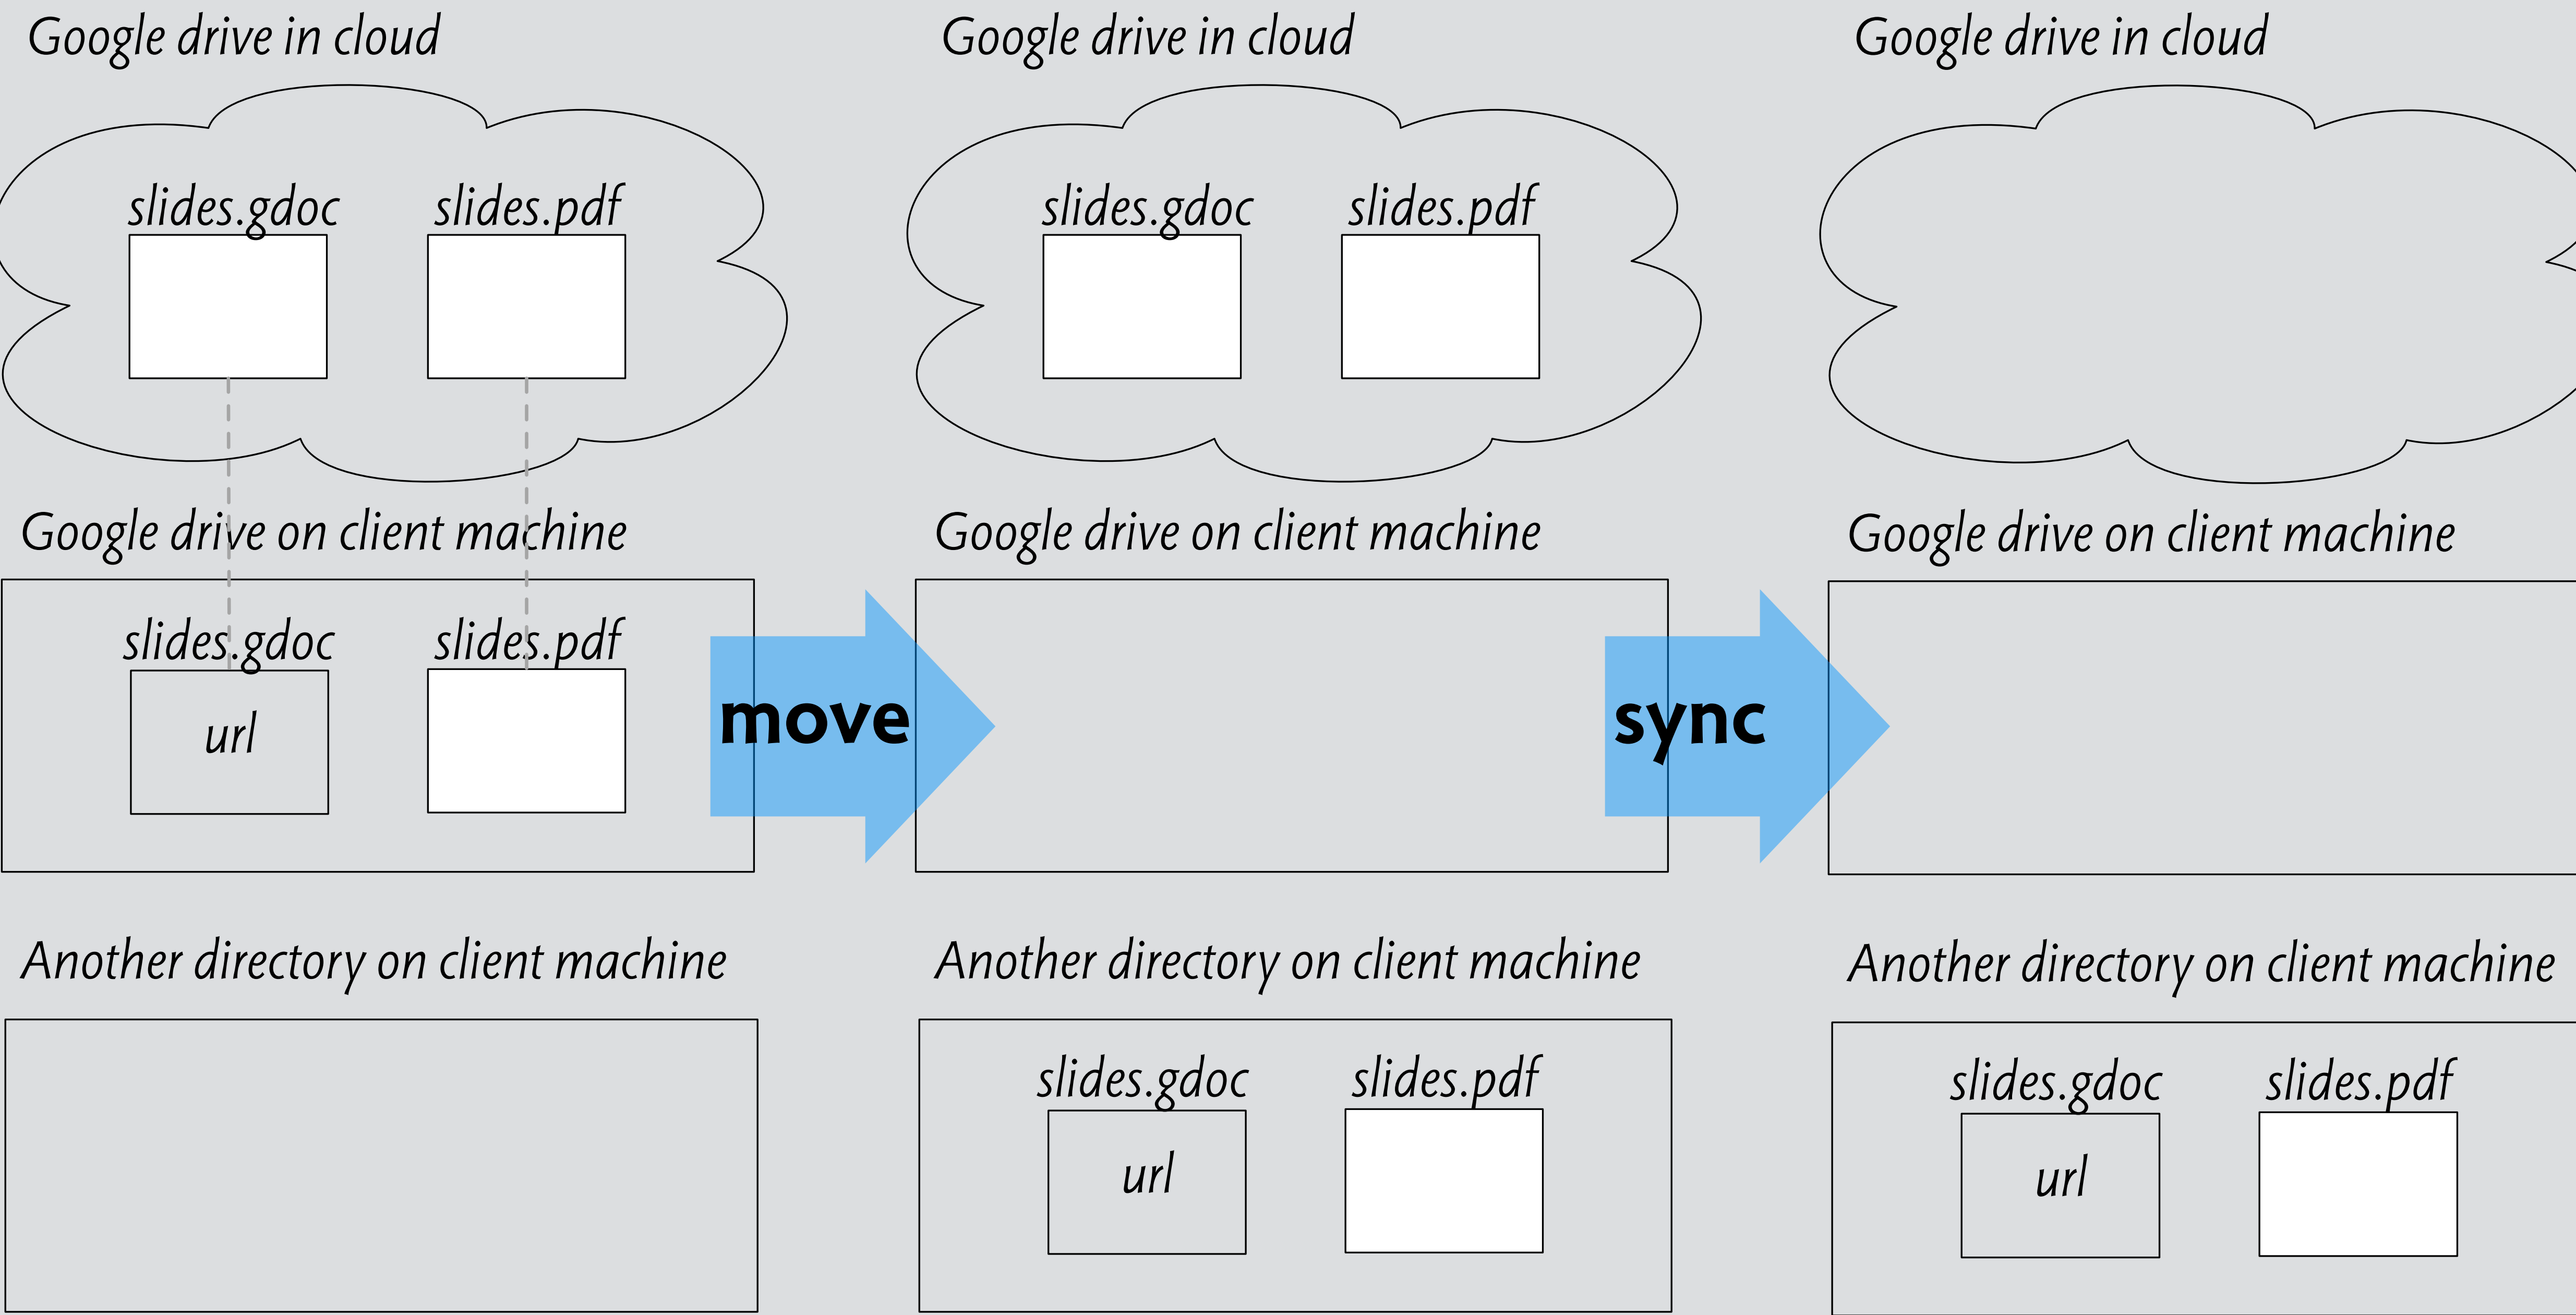 Google drive in cloud
slides.gdoc
slides.pdf
Google drive on client machine
slides.gdoc
slides.pdf
url
Another directory on client machine
move
Google drive in cloud
slides.gdoc
slides.pdf
Google drive on client machine
Another directory on client machine
slides.gdoc
slides.pdf
url
sync
Google drive in cloud
Google drive on client machine
Another directory on client machine
slides.gdoc
slides.pdf
url